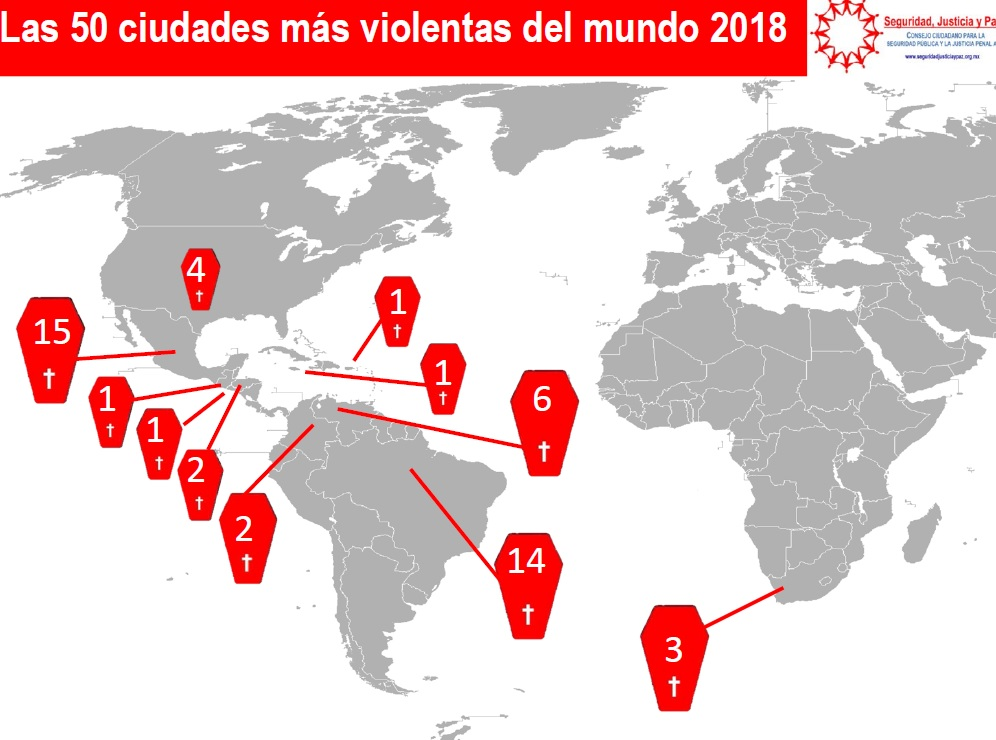 Las 50 ciudades más violentas del mundo 2018
Seguridad, Justicia y Pa
CONSEJO CIUDADANO PARA LA
SEGURIDAD PÚBLICA Y LA JUSTICIA PENAL A
www.seguridadjusticiaypaz.org.mx
4
1
15
1
6
1
1
2
2
14
3